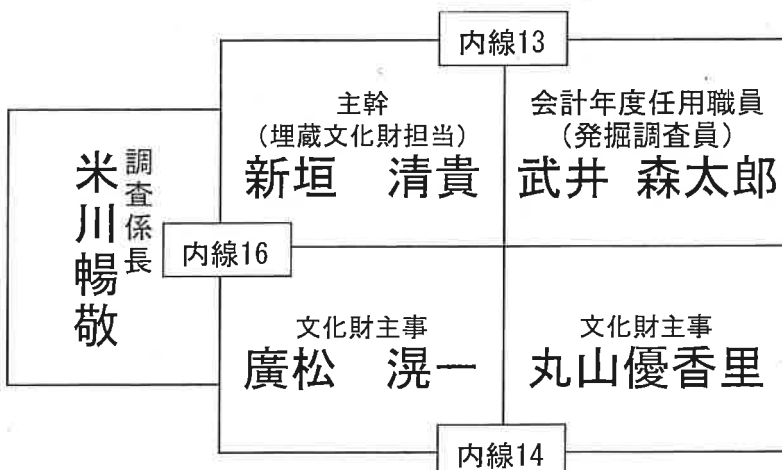 内線13
主幹
(埋蔵文化財担当)
新垣 清貴
会計年度任用職員
(発掘調査員)
武井 森太郎
調査係長
米川暢敬
内線16
文化財主事
廣松 滉一
文化財主事
丸山優香里
内線14